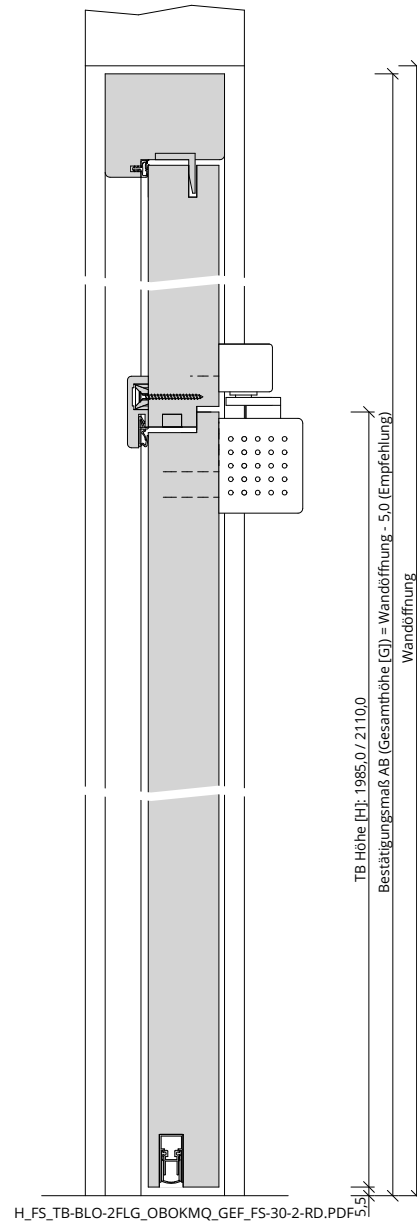 TB Höhe [H]: 1985,0 / 2110,0
Bestätigungsmaß AB (Gesamthöhe [G]) = Wandöffnung - 5,0 (Empfehlung)
Wandöffnung
5,5
H_FS_TB-BLO-2FLG_OBOKMQ_GEF_FS-30-2-RD.PDF